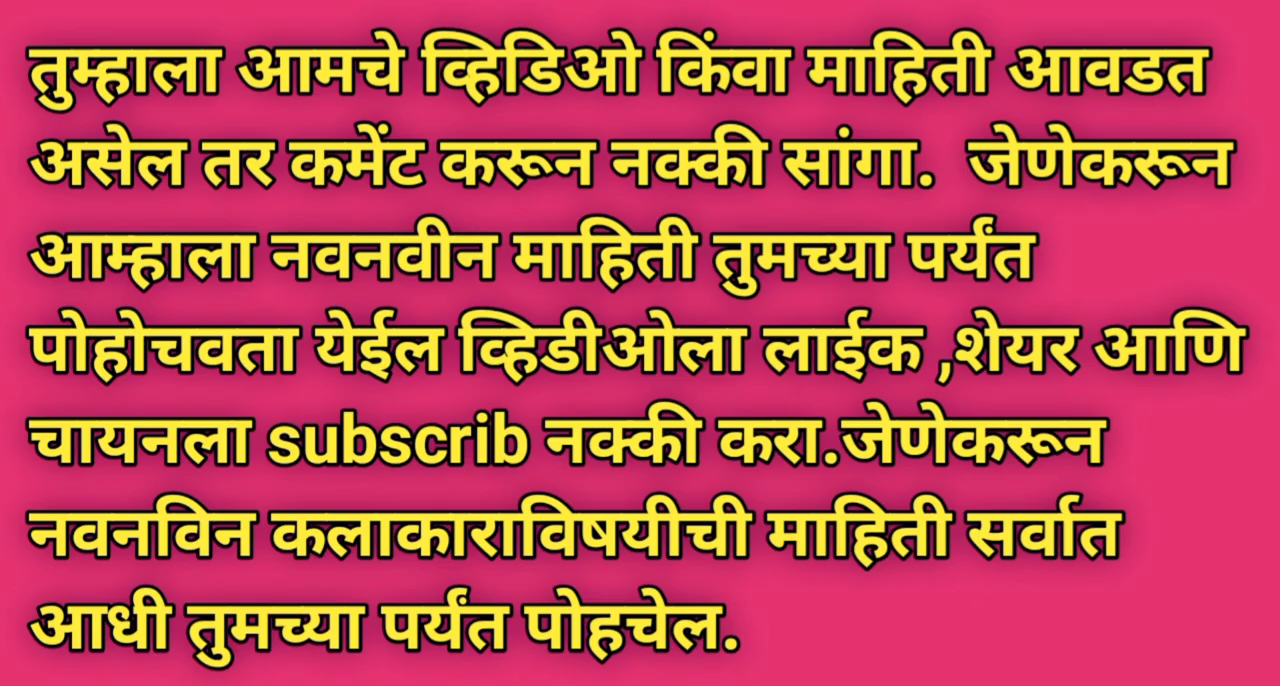 तुम्हाला आमचे व्हिडिओ किंवा माहिती आवडत
असेल तर कमेंट करून नक्की सांगा.  जेणेकरून
आम्हाला नवनवीन माहिती तुमच्या पर्यंत
पोहोचवता येईल व्हिडीओला लाईक ,शेयर आणि
चायनला subscrib नक्की करा.जेणेकरून
नवनविन कलाकाराविषयीची माहिती सर्वात
आधी तुमच्या पर्यंत पोहचेल.